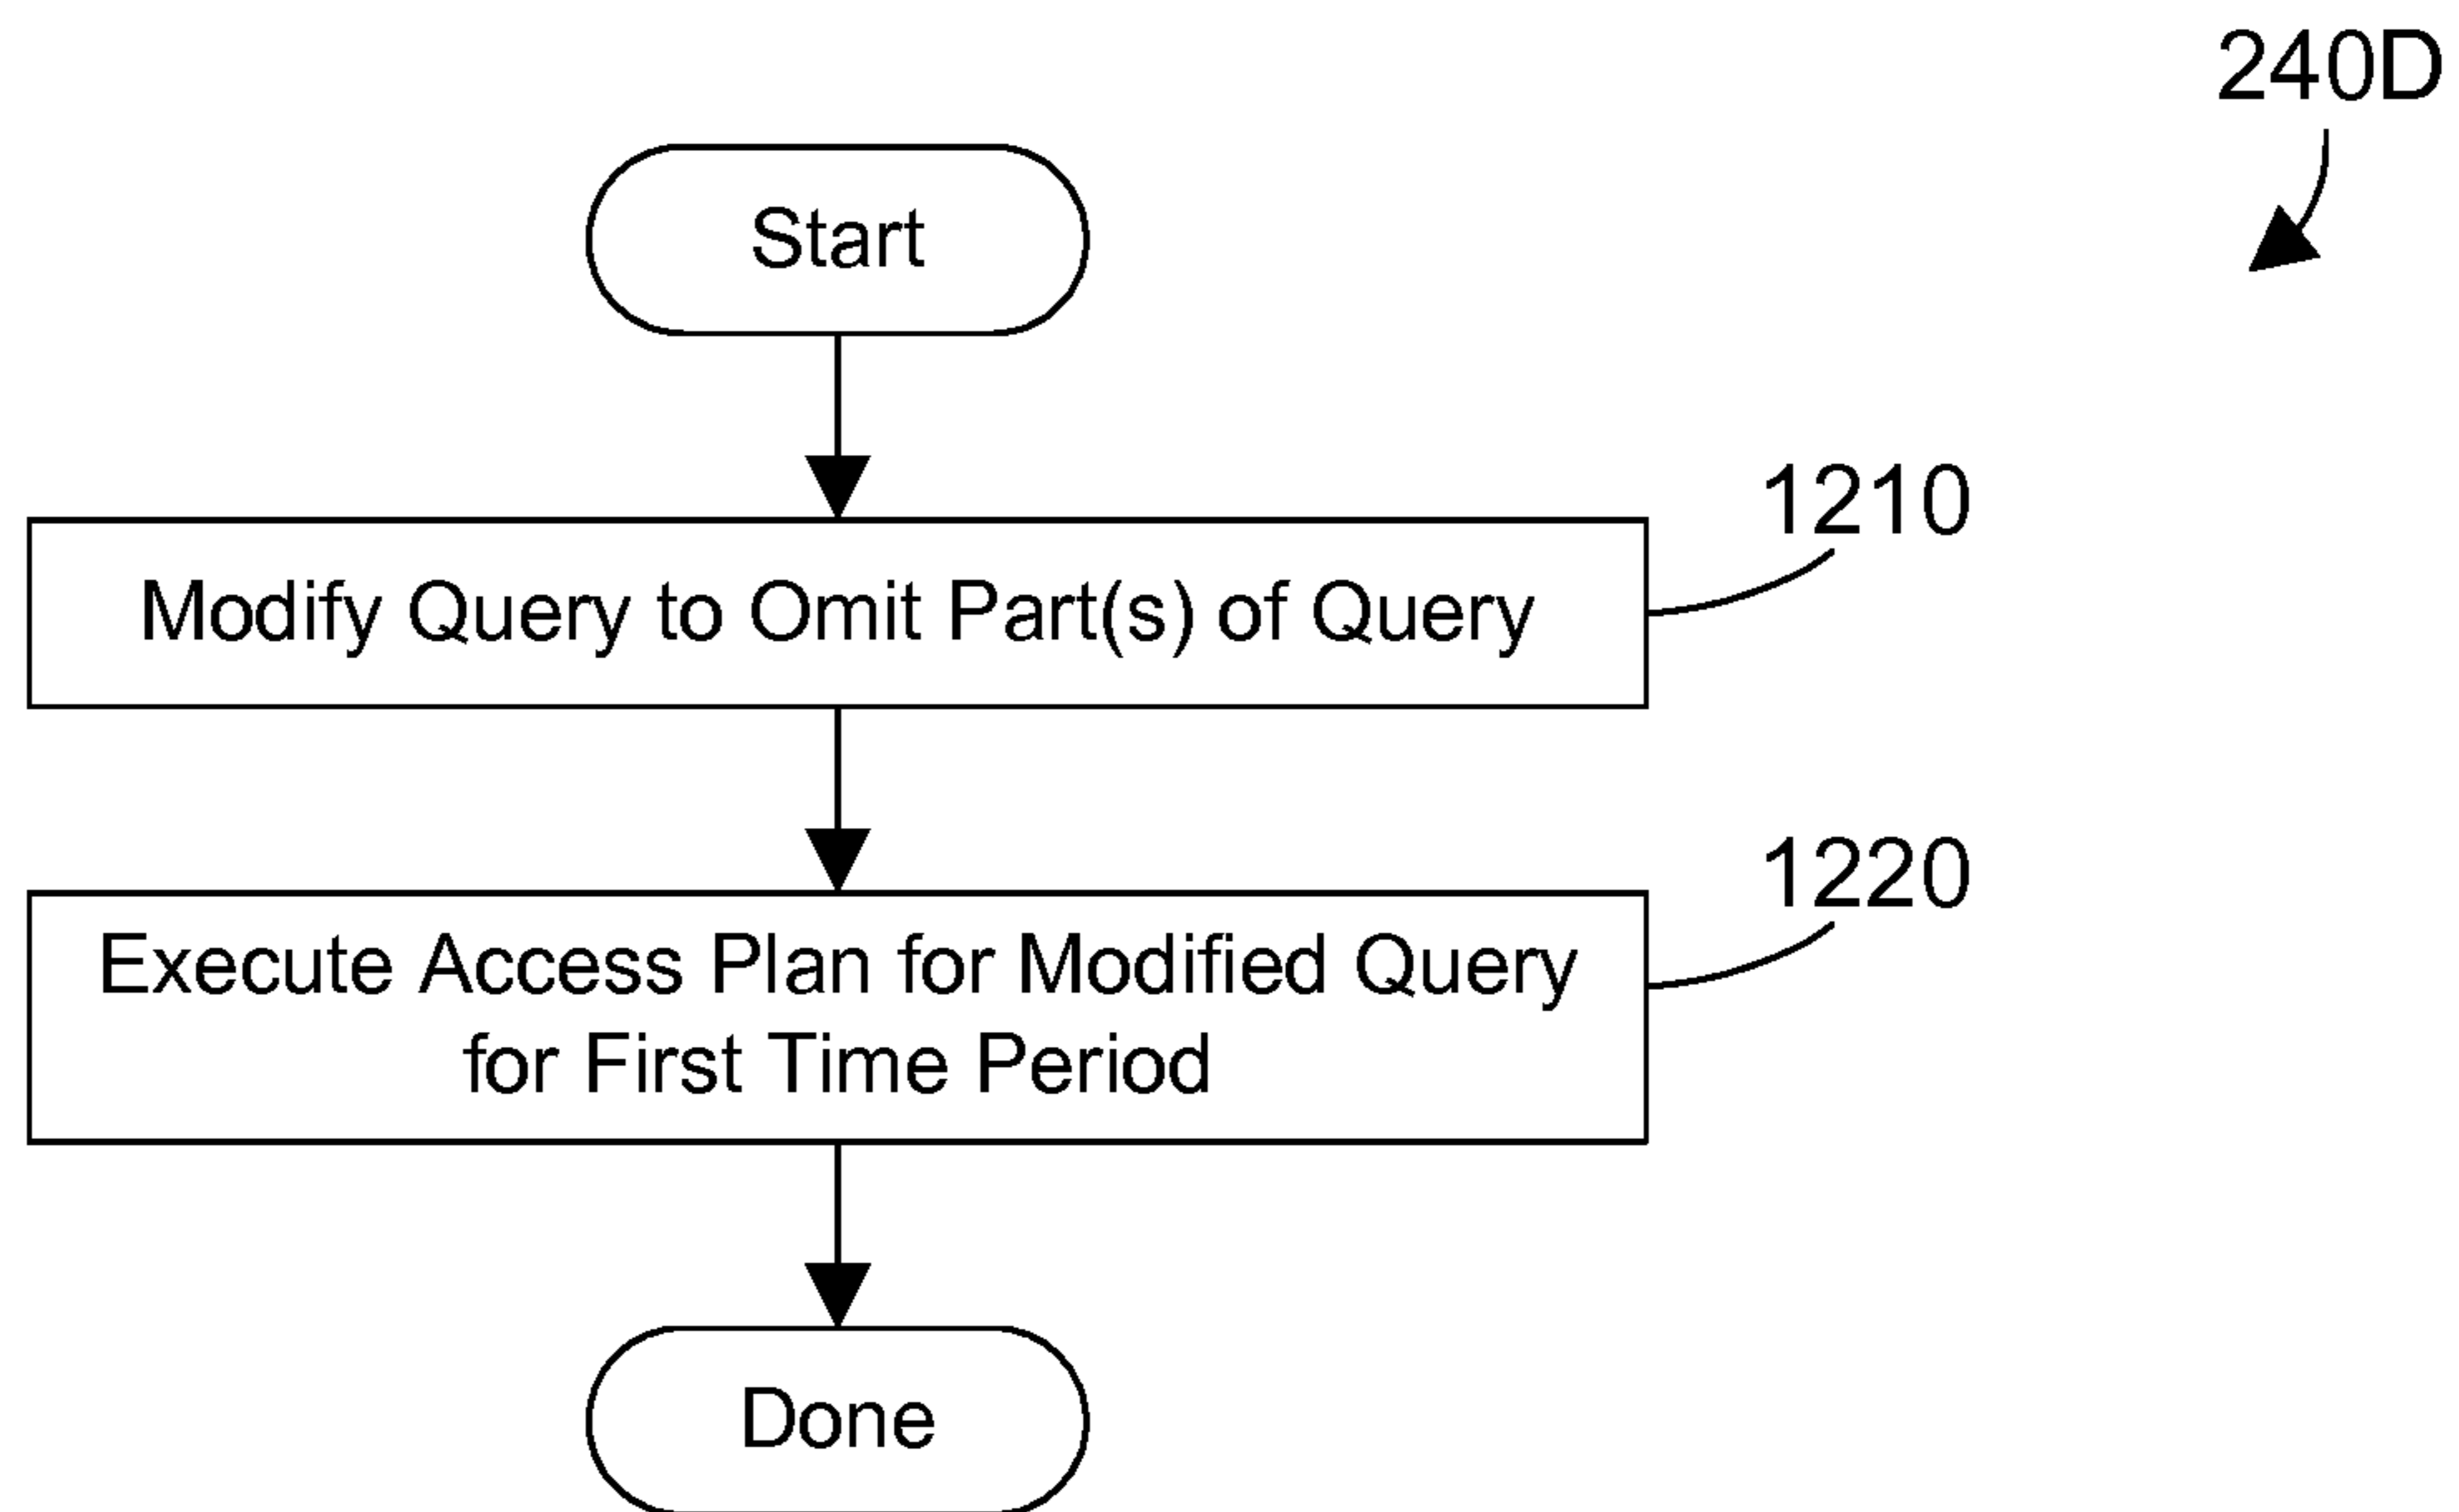 240D
Start
1210
Modify Query to Omit Part(s) of Query
1220
Execute Access Plan for Modified Query
for First Time Period
Done